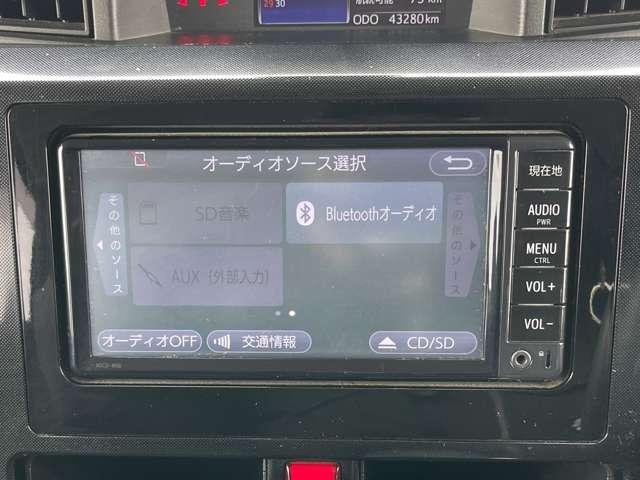 ODO 43280km
オーディオソース選択
現在地
その他のソース
SD音楽
Bluetoothオーディオ
その他のソース
AUDIO
PWR
AUX (外部入力)
MENU
CTRL
VOL+
オーディオOFF
交通情報
CD/SD
VOL-